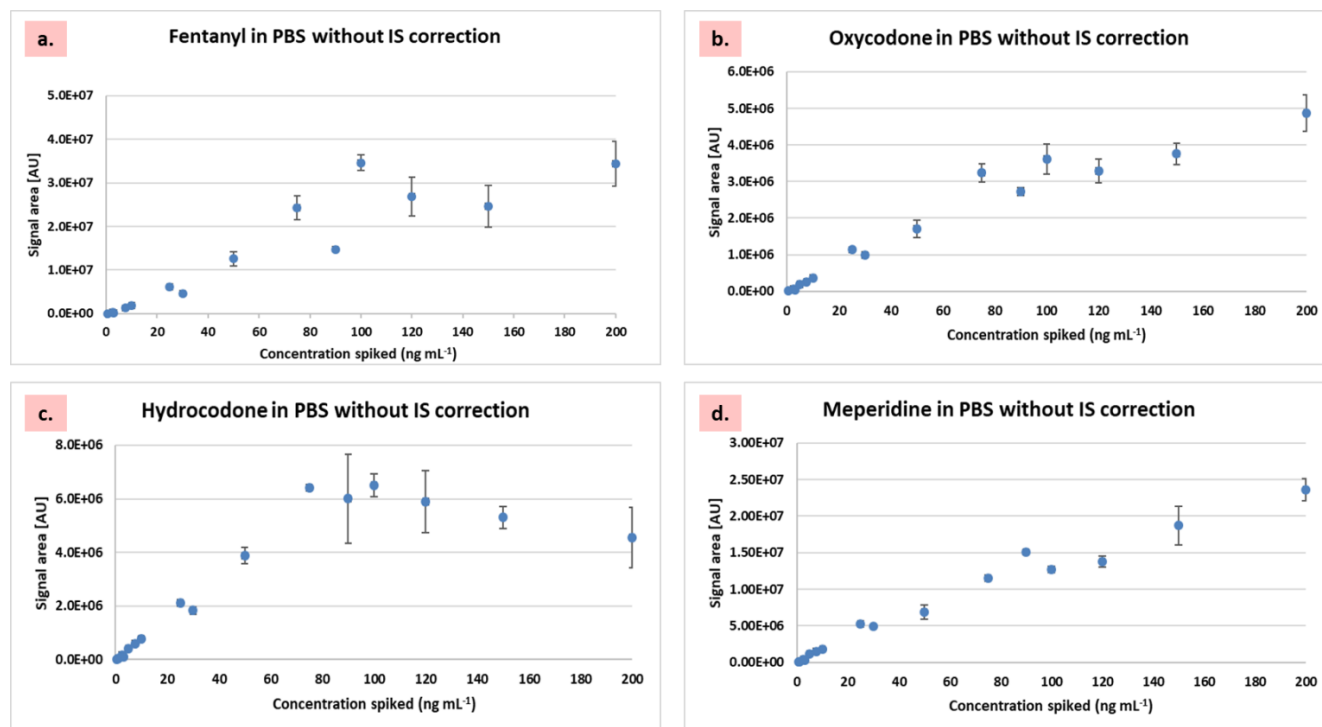 a.
Fentanyl in PBS without IS correction
5.0E+07
4.0E+07
3.0E+07
2.0E+07
1.0E+07
0.0E+00
Signal area [AU]
0 20 40 60 80 100 120 140 160 180 200
Concentration spiked (ng mL⁻¹)
b.
Oxycodone in PBS without IS correction
6.0E+06
5.0E+06
4.0E+06
3.0E+06
2.0E+06
1.0E+06
0.0E+00
Signal area [AU]
0 20 40 60 80 100 120 140 160 180 200
Concentration spiked (ng mL⁻¹)
c.
Hydrocodone in PBS without IS correction
8.0E+06
6.0E+06
4.0E+06
2.0E+06
0.0E+00
Signal area [AU]
0 20 40 60 80 100 120 140 160 180 200
Concentration spiked (ng mL⁻¹)
d.
Meperidine in PBS without IS correction
3.00E+07
2.50E+07
2.00E+07
1.50E+07
1.00E+07
5.00E+06
0.00E+00
Signal area [AU]
0 20 40 60 80 100 120 140 160 180 200
Concentration spiked (ng mL⁻¹)